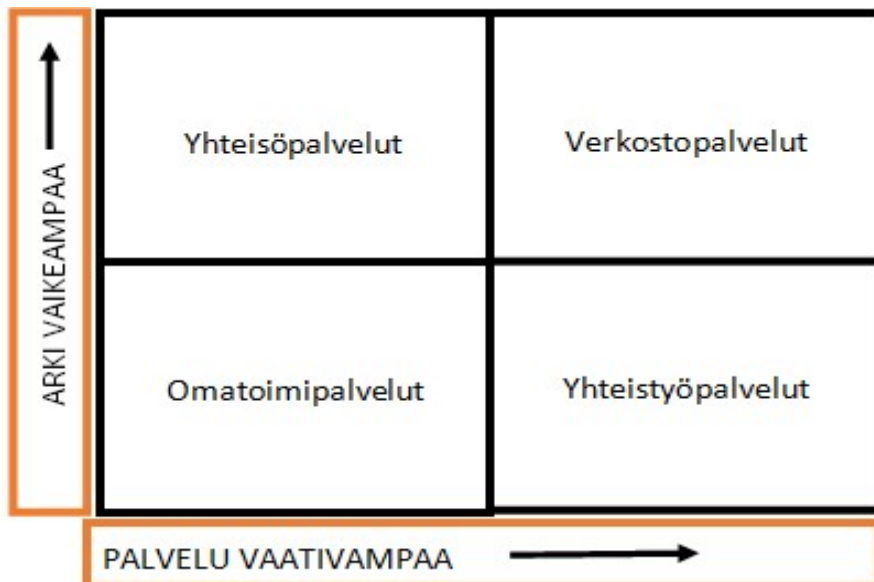 ARKI VAIKEAMPAA
Yhteisöpalvelut
Verkostopalvelut
Omatoimipalvelut
Yhteistyöpalvelut
PALVELU VAATIVAMPAA